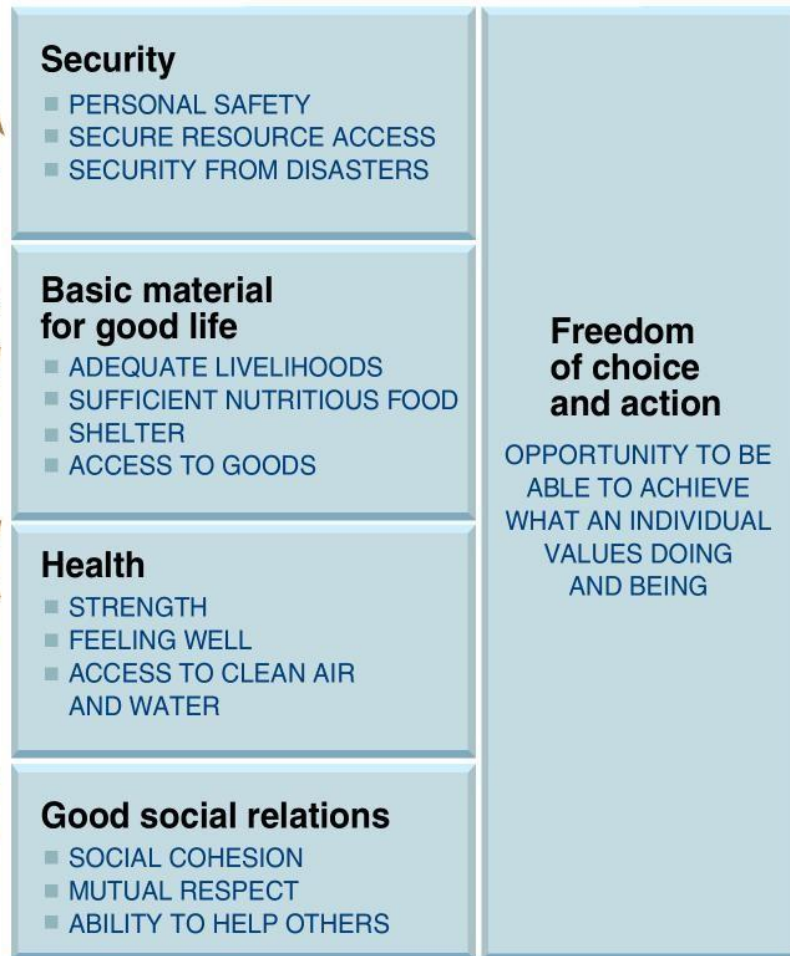 Security
PERSONAL SAFETY
SECURE RESOURCE ACCESS
SECURITY FROM DISASTERS
Basic material
for good life
ADEQUATE LIVELIHOODS
SUFFICIENT NUTRITIOUS FOOD
SHELTER
ACCESS TO GOODS
Health
STRENGTH
FEELING WELL
ACCESS TO CLEAN AIR
AND WATER
Good social relations
SOCIAL COHESION
MUTUAL RESPECT
ABILITY TO HELP OTHERS
Freedom
of choice
and action
OPPORTUNITY TO BE
ABLE TO ACHIEVE
WHAT AN INDIVIDUAL
VALUES DOING
AND BEING